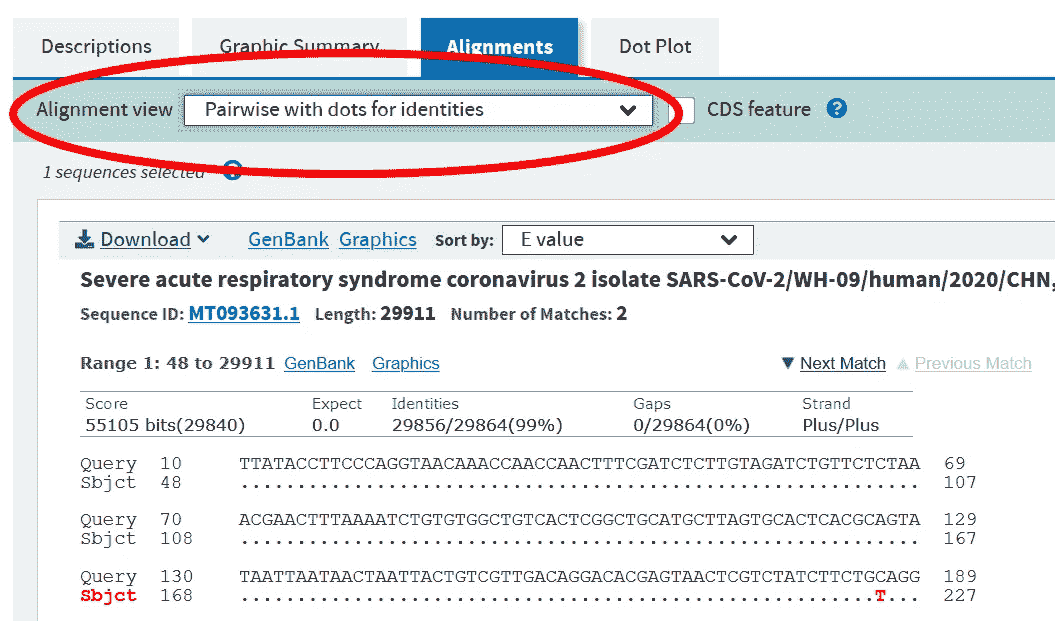 Descriptions Graphic Summary Alignments Dot Plot
Alignment view Pairwise with dots for identities CDS feature ?
1 sequences selected ?
Download GenBank Graphics Sort by: E value
Severe acute respiratory syndrome coronavirus 2 isolate SARS-CoV-2/WH-09/human/2020/CHN,
Sequence ID: MT093631.1 Length: 29911 Number of Matches: 2
Range 1: 48 to 29911 GenBank Graphics Next Match Previous Match
Score Expect Identities Gaps Strand
55105 bits(29840) 0.0 29856/29864(99%) 0/29864(0%) Plus/Plus
Query 10 TTATACCTTCCCAGGTAACAAACCAACCAACTTTCGATCTCTTGTAGATCTGTTCTCTAA 69
Sbjct 48 ............................................................ 107
Query 70 ACGAACTTTAAAATCTGTGTGGCTGTCACTCGGCTGCATGCTTAGTGCACTCACGCAGTA 129
Sbjct 108 ............................................................ 167
Query 130 TAATTAATAACTAATTACTGTCGTTGACAGGACACGAGTAACTCGTCTATCTTCTGCAGG 189
Sbjct 168 ........................................................T... 227